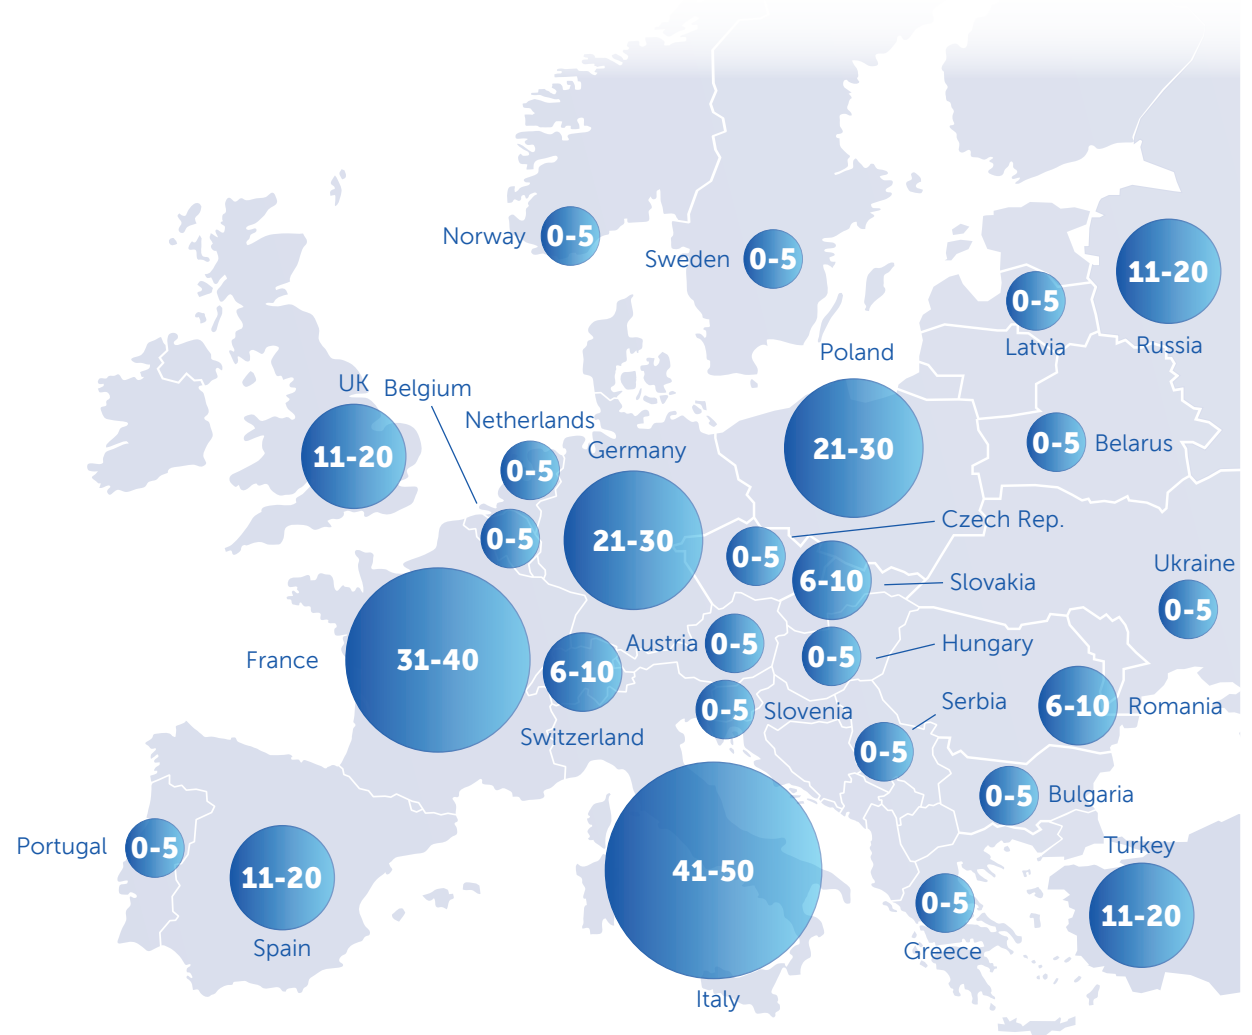 Norway
0-5
Sweden
0-5
11-20
Russia
0-5
Latvia
Poland
21-30
UK
11-20
Belgium
0-5
Netherlands
0-5
Germany
21-30
0-5
Belarus
Czech Rep.
0-5
6-10
Slovakia
Ukraine
0-5
France
31-40
6-10
Switzerland
Austria
0-5
0-5
Hungary
0-5
Slovenia
Serbia
0-5
6-10
Romania
0-5
Bulgaria
Portugal
0-5
11-20
Spain
41-50
Italy
0-5
Greece
Turkey
11-20